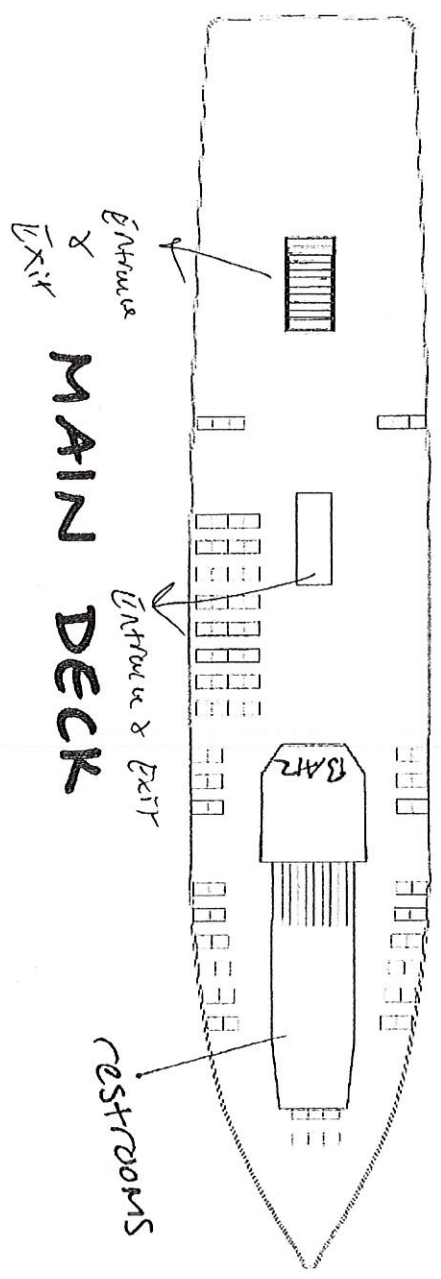 Entrance
&
Exit
MAIN DECK
Entrance & Exit
BAR
restrooms